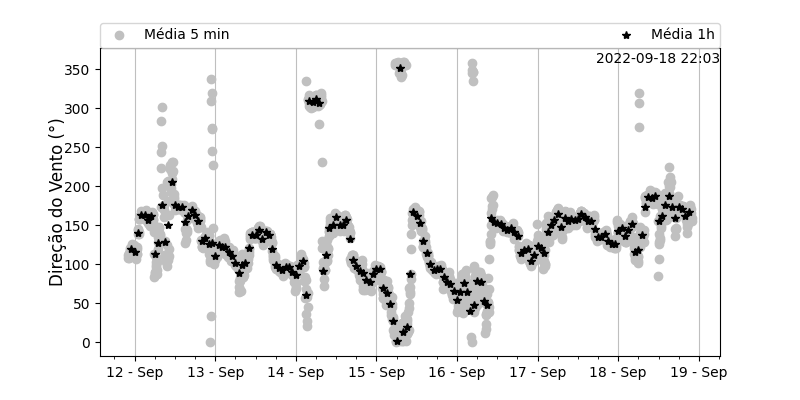 Média 5 min
Média 1h
2022-09-18 22:03
Direção do Vento (°)
350
300
250
200
150
100
50
0
12 - Sep
13 - Sep
14 - Sep
15 - Sep
16 - Sep
17 - Sep
18 - Sep
19 - Sep